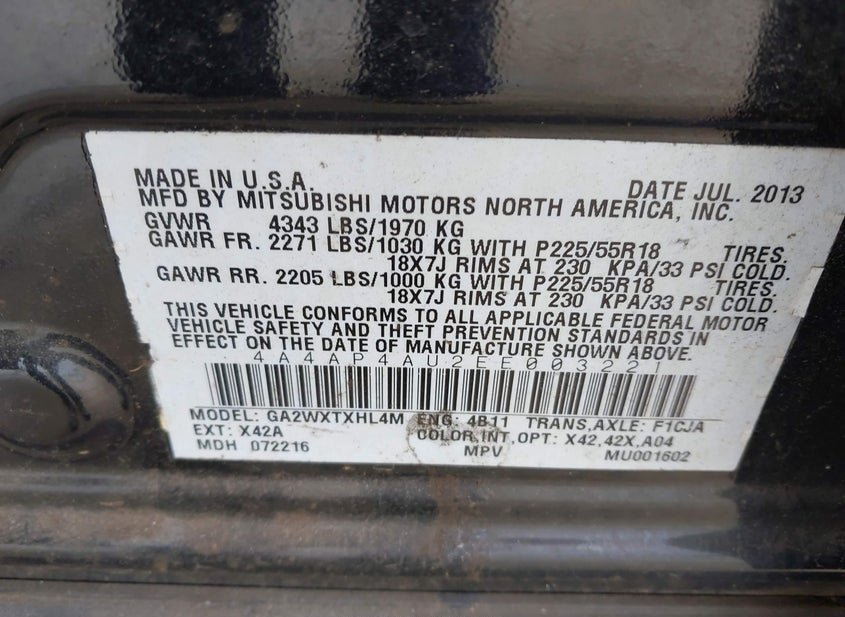 MADE IN U.S.A. DATE JUL. 2013
MFD BY MITSUBISHI MOTORS NORTH AMERICA, INC.
GVWR 4343 LBS/1970 KG
GAWR FR. 2271 LBS/1030 KG WITH P225/55R18 TIRES.
18X7J RIMS AT 230 KPA/33 PSI COLD.
GAWR RR. 2205 LBS/1000 KG WITH P225/55R18 TIRES.
18X7J RIMS AT 230 KPA/33 PSI COLD.
THIS VEHICLE CONFORMS TO ALL APPLICABLE FEDERAL MOTOR
VEHICLE SAFETY AND THEFT PREVENTION STANDARDS IN
EFFECT ON THE DATE OF MANUFACTURE SHOWN ABOVE.
4A4AP4AU2EE003221
MODEL: GA2WXTXHL4M ENG: 4B11 TRANS,AXLE: F1CJA
EXT: X42A COLOR,INT,OPT: X42,42X,A04
MDH 072216 MPV MU001602